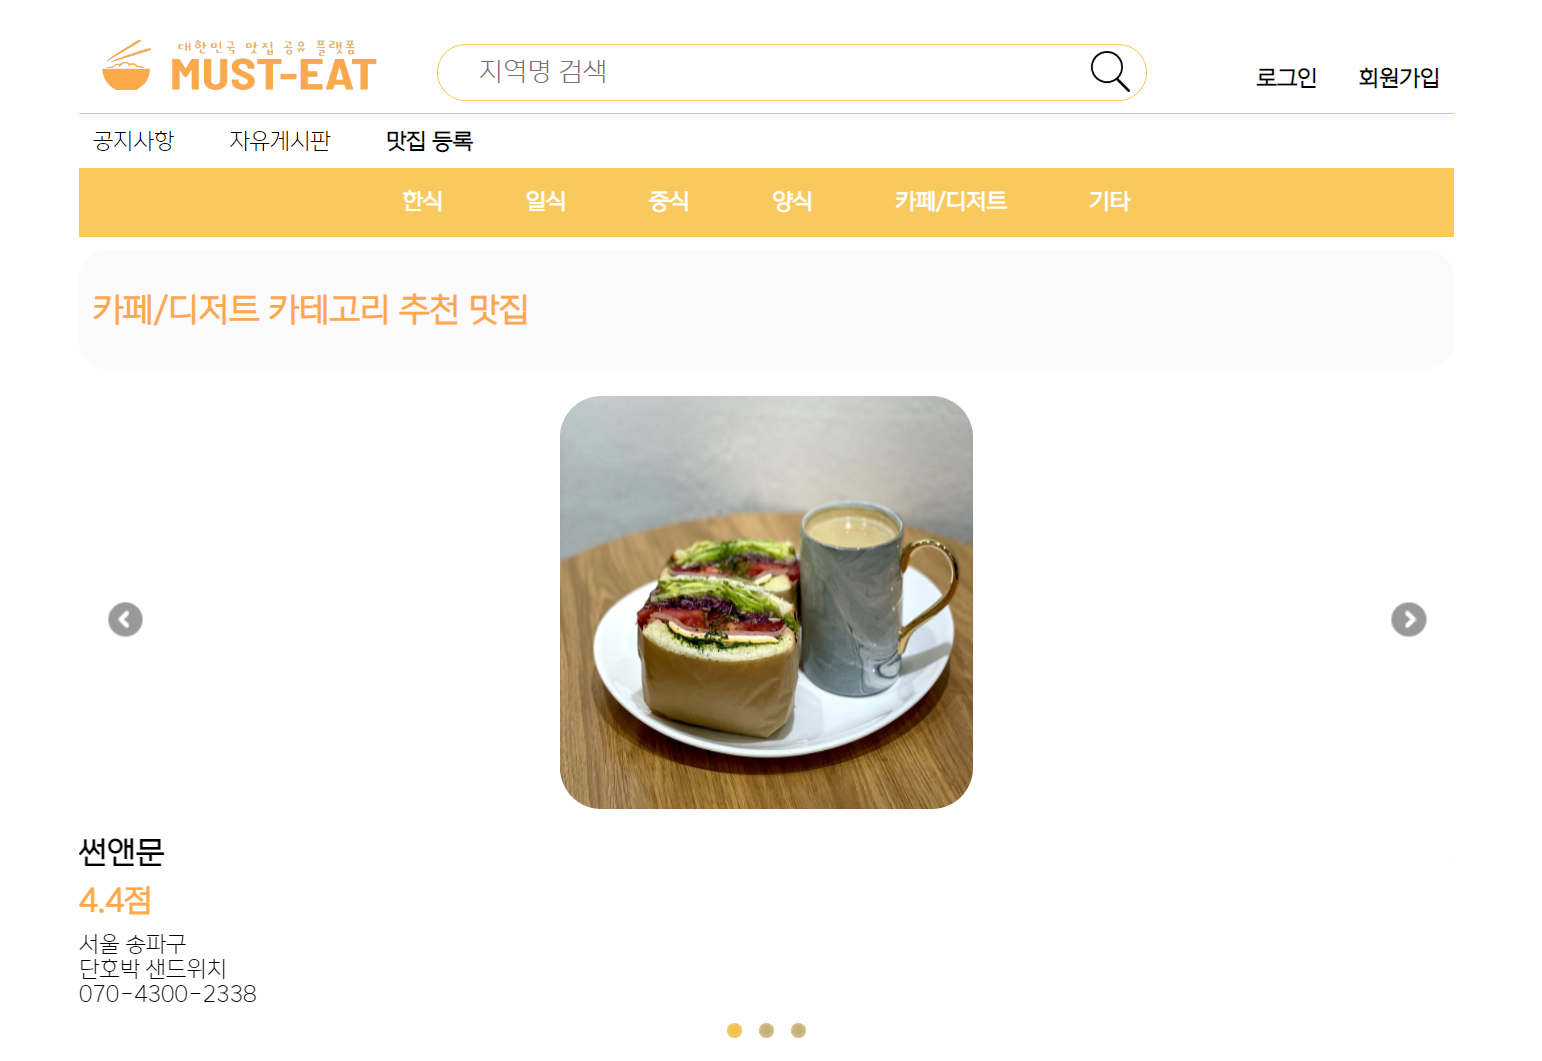 대한민국 맛집 공유 플랫폼
MUST-EAT
지역명 검색
로그인 회원가입
공지사항 자유게시판 맛집 등록
한식 일식 중식 양식 카페/디저트 기타
카페/디저트 카테고리 추천 맛집
썬앤문
4.4점
서울 송파구
단호박 샌드위치
070-4300-2338